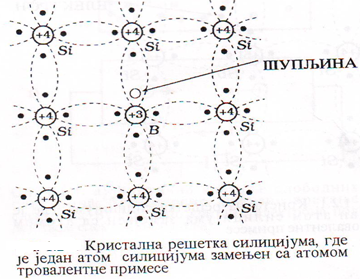 +4 +4 +4
Si Si Si
ШУПЉИНА
+4 +3 +4
Si B Si
+4 +4 +4
Si Si Si
Кристална решетка силицијума, где
је један атом силицијума замењен са атомом
тровалентне примесе